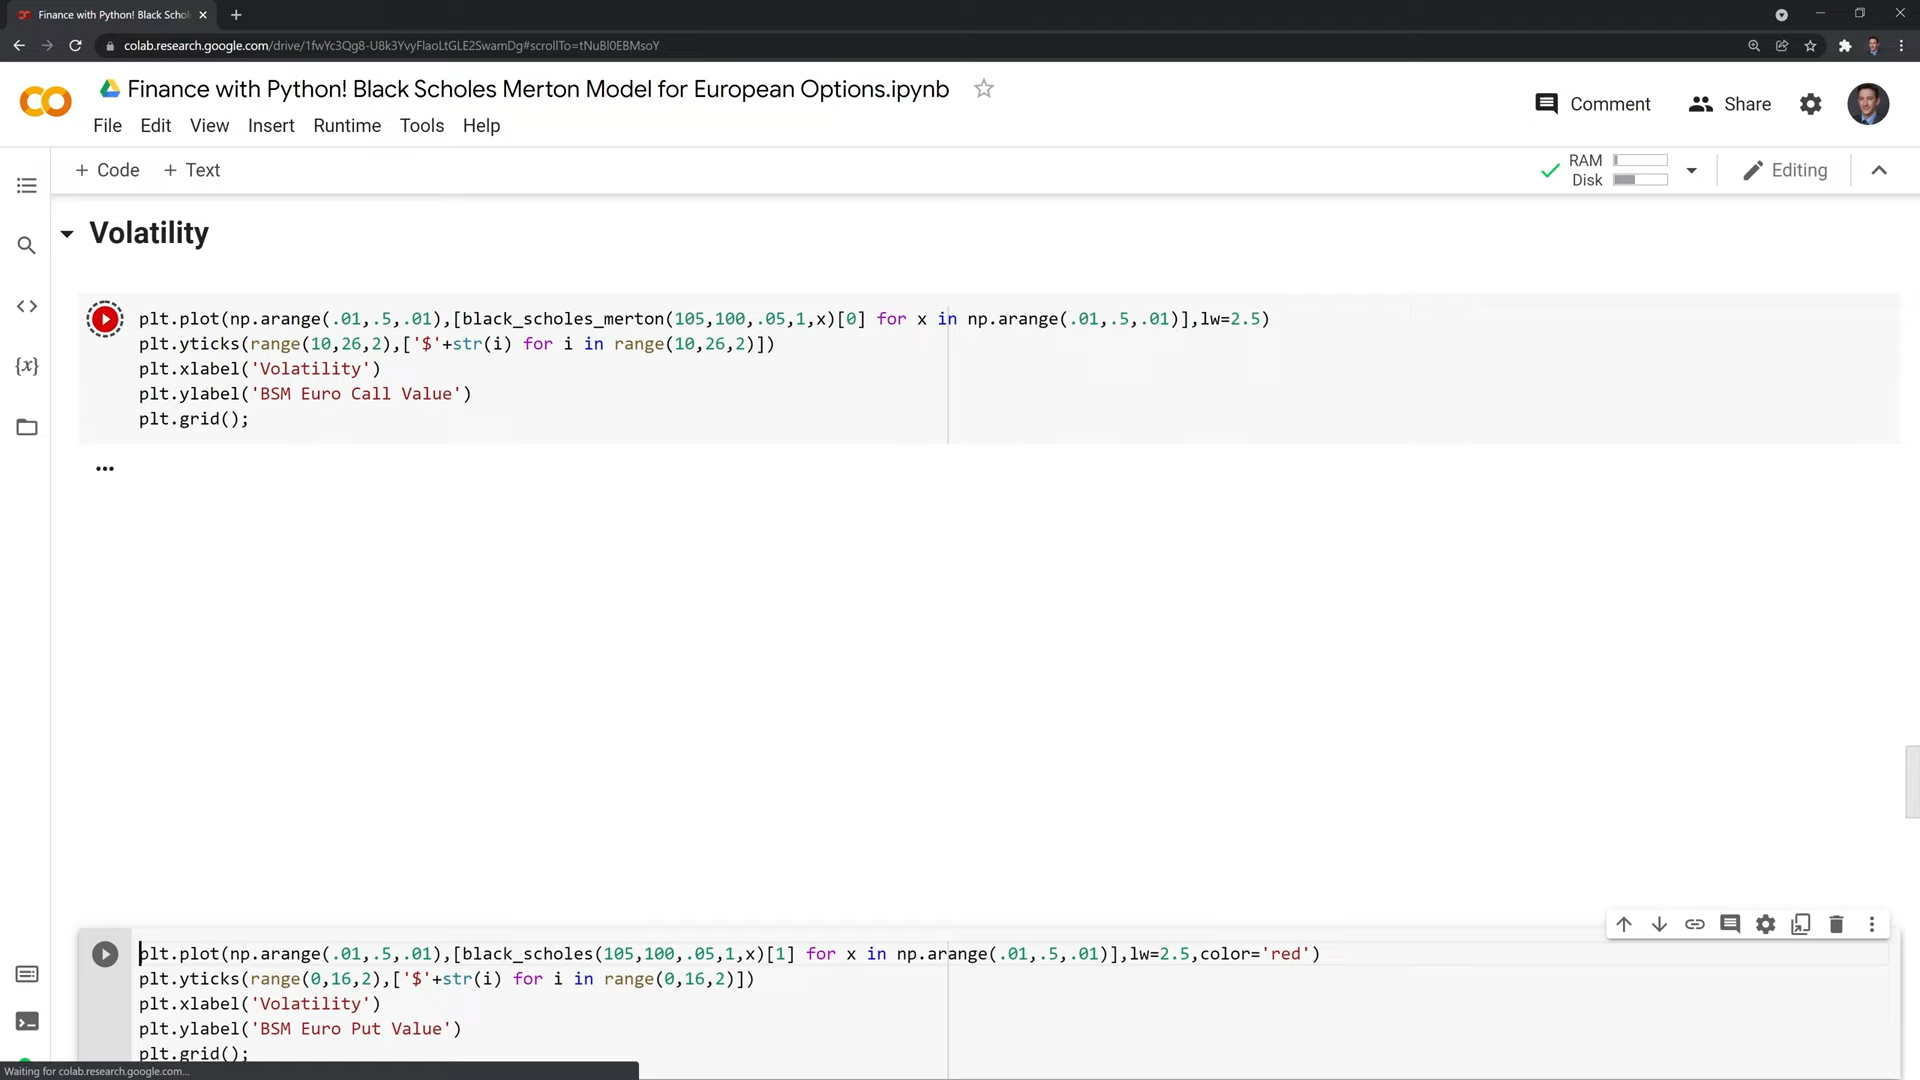 Finance with Python! Black Schol
colab.research.google.com/drive/1fwYc3Qg8-U8k3YvyFlaoLtGLE2SwamDg#scrollTo=tNuBl0EBMsoY
Finance with Python! Black Scholes Merton Model for European Options.ipynb
Comment
Share
File Edit View Insert Runtime Tools Help
+ Code + Text
RAM
Disk
Editing
Volatility
plt.plot(np.arange(.01,.5,.01),[black_scholes_merton(105,100,.05,1,x)[0] for x in np.arange(.01,.5,.01)],lw=2.5)
plt.yticks(range(10,26,2),['$'+str(i) for i in range(10,26,2)])
plt.xlabel('Volatility')
plt.ylabel('BSM Euro Call Value')
plt.grid();
...
plt.plot(np.arange(.01,.5,.01),[black_scholes(105,100,.05,1,x)[1] for x in np.arange(.01,.5,.01)],lw=2.5,color='red')
plt.yticks(range(0,16,2),['$'+str(i) for i in range(0,16,2)])
plt.xlabel('Volatility')
plt.ylabel('BSM Euro Put Value')
plt.grid();
Waiting for colab.research.google.com...